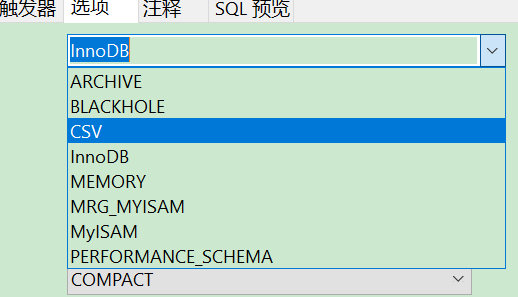 触发器 选项 注释 SQL 预览
InnoDB
ARCHIVE
BLACKHOLE
CSV
InnoDB
MEMORY
MRG_MYISAM
MyISAM
PERFORMANCE_SCHEMA
COMPACT